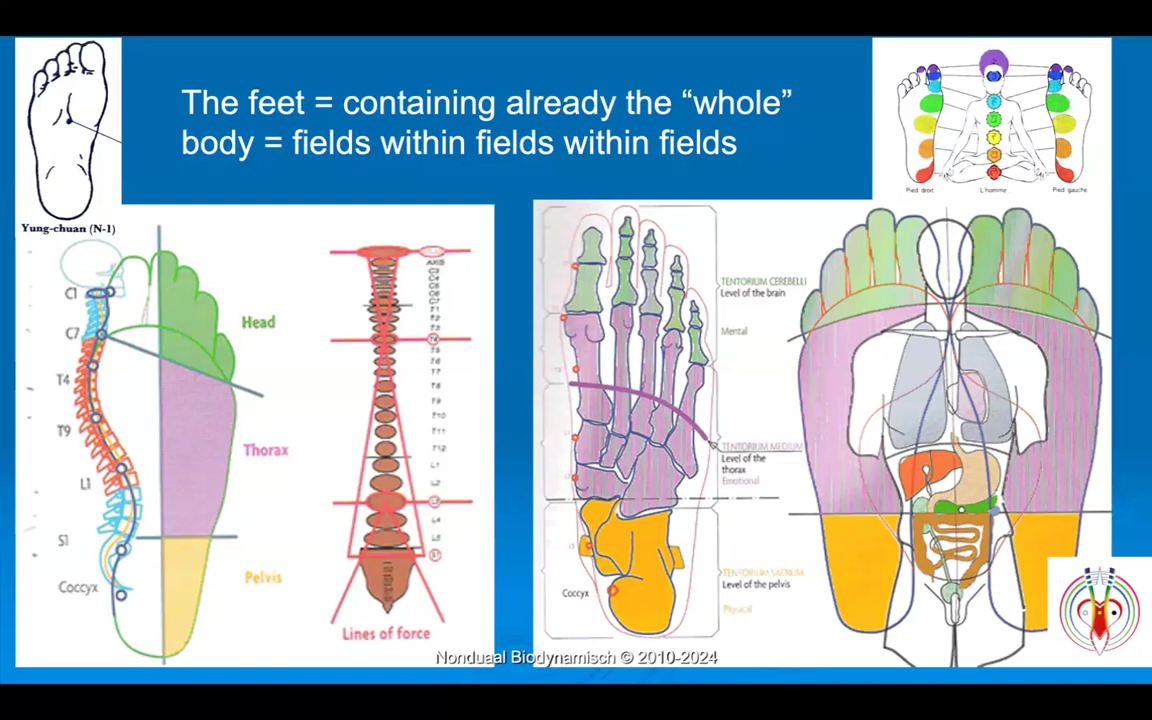 The feet = containing already the “whole”
body = fields within fields within fields
Yung-chuan (N-1)
Pied droit
L'homme
Pied gauche
C1
C7
T4
T9
L1
S1
Coccyx
Head
Thorax
Pelvis
AXIS
C3
C4
C5
C6
C7
T1
T2
T3
T4
T5
T6
T7
T8
T9
T10
T11
T12
L1
L2
L3
L4
L5
S1
Lines of force
TENTORIUM CEREBELLI
Level of the brain
Mental
TENTORIUM MEDIUM
Level of the
thorax
Emotional
TENTORIUM SACRUM
Level of the pelvis
Physical
Coccyx
Nonduaal Biodynamisch © 2010-2024